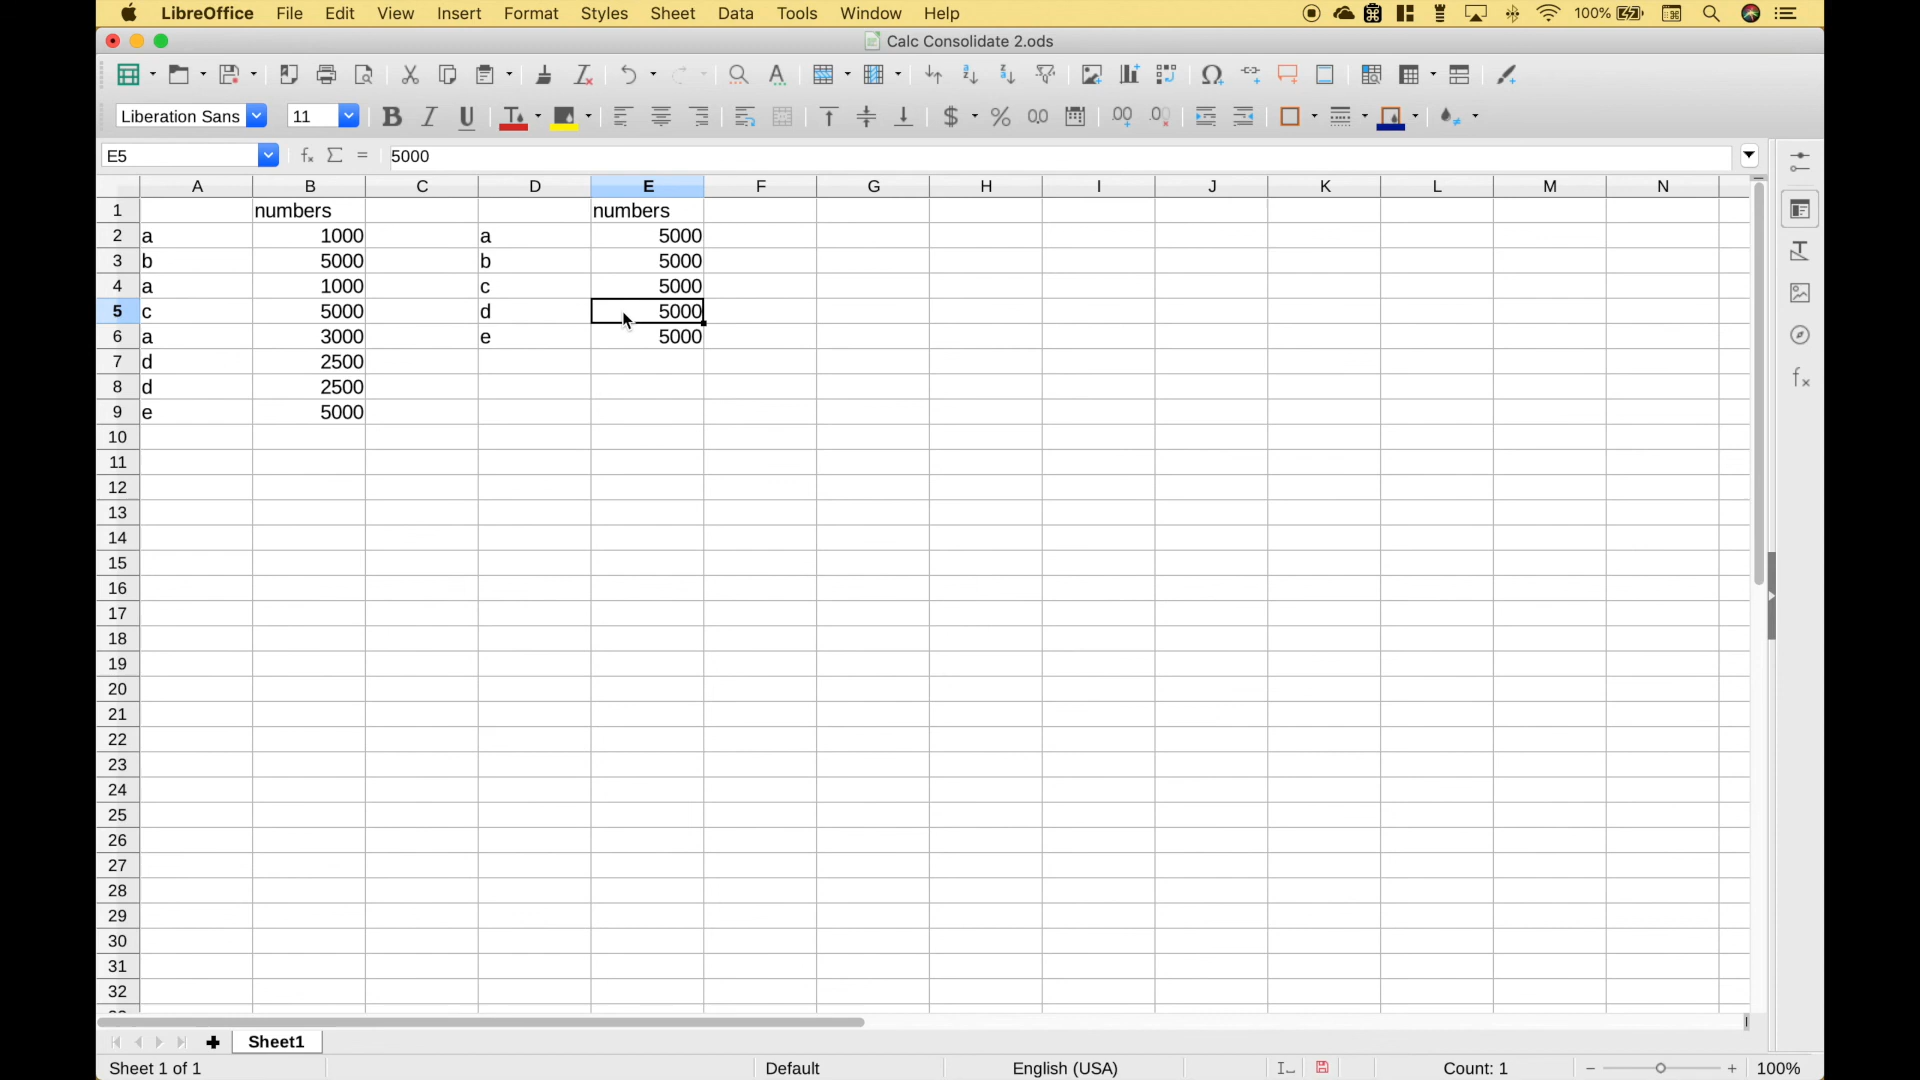 LibreOffice File Edit View Insert Format Styles Sheet Data Tools Window Help 100%
Calc Consolidate 2.ods
Liberation Sans 11
E5 5000
A B C D E F G H I J K L M N
1 numbers numbers
2 a 1000 a 5000
3 b 5000 b 5000
4 a 1000 c 5000
5 c 5000 d 5000
6 a 3000 e 5000
7 d 2500
8 d 2500
9 e 5000
10
11
12
13
14
15
16
17
18
19
20
21
22
23
24
25
26
27
28
29
30
31
32
Sheet1
Sheet 1 of 1 Default English (USA) Count: 1 100%